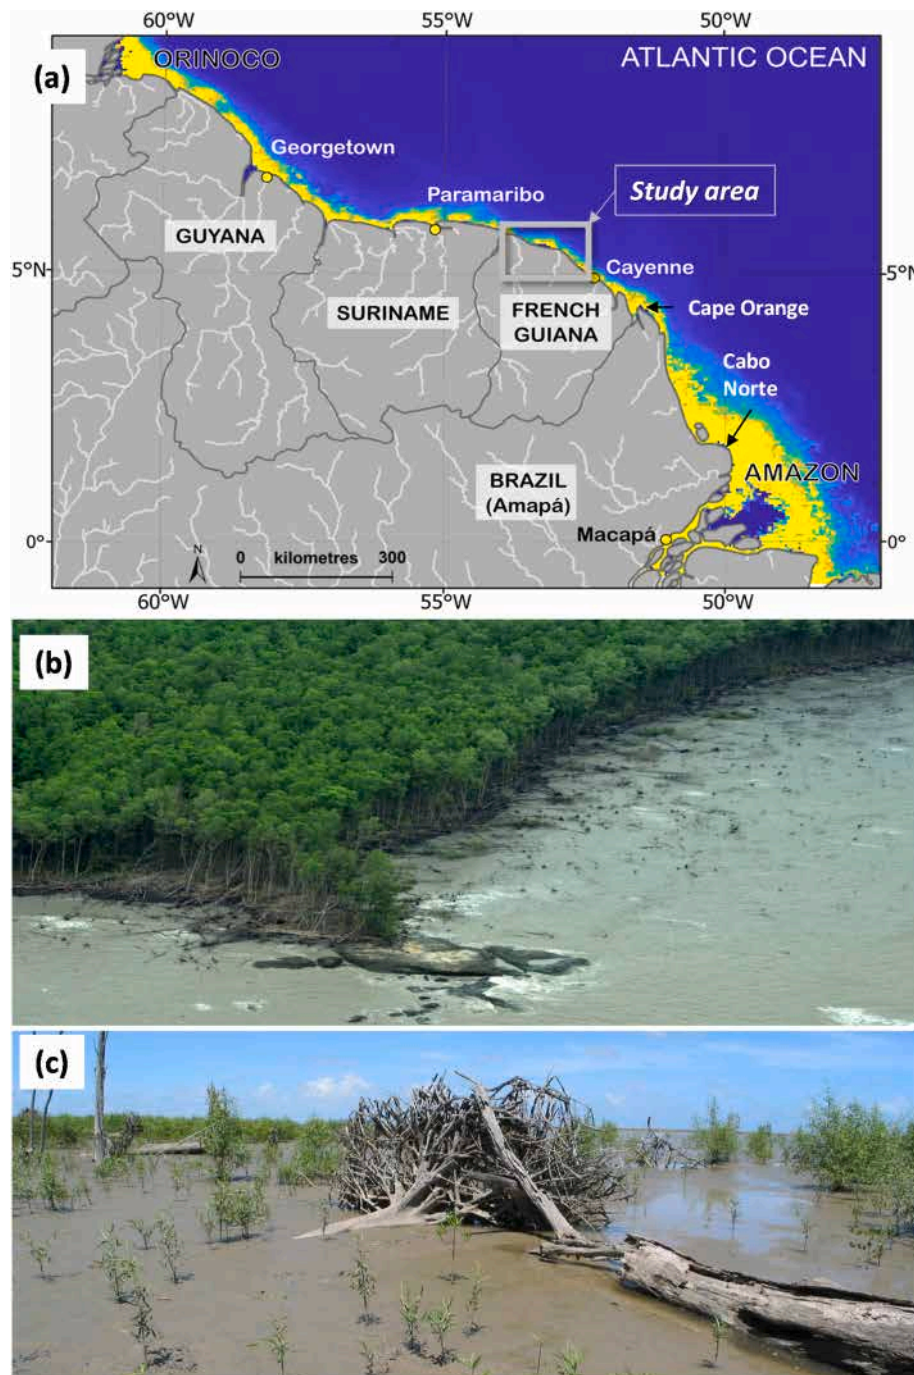 60°W 55°W 50°W
(a)
ORINOCO
ATLANTIC OCEAN
Georgetown
Paramaribo
Study area
GUYANA
5°N
5°N
Cayenne
SURINAME
FRENCH
GUIANA
Cape Orange
Cabo
Norte
BRAZIL
(Amapá)
AMAZON
Macapá
0°
N
0 kilometres 300
0°
60°W 55°W 50°W
(b)
(c)